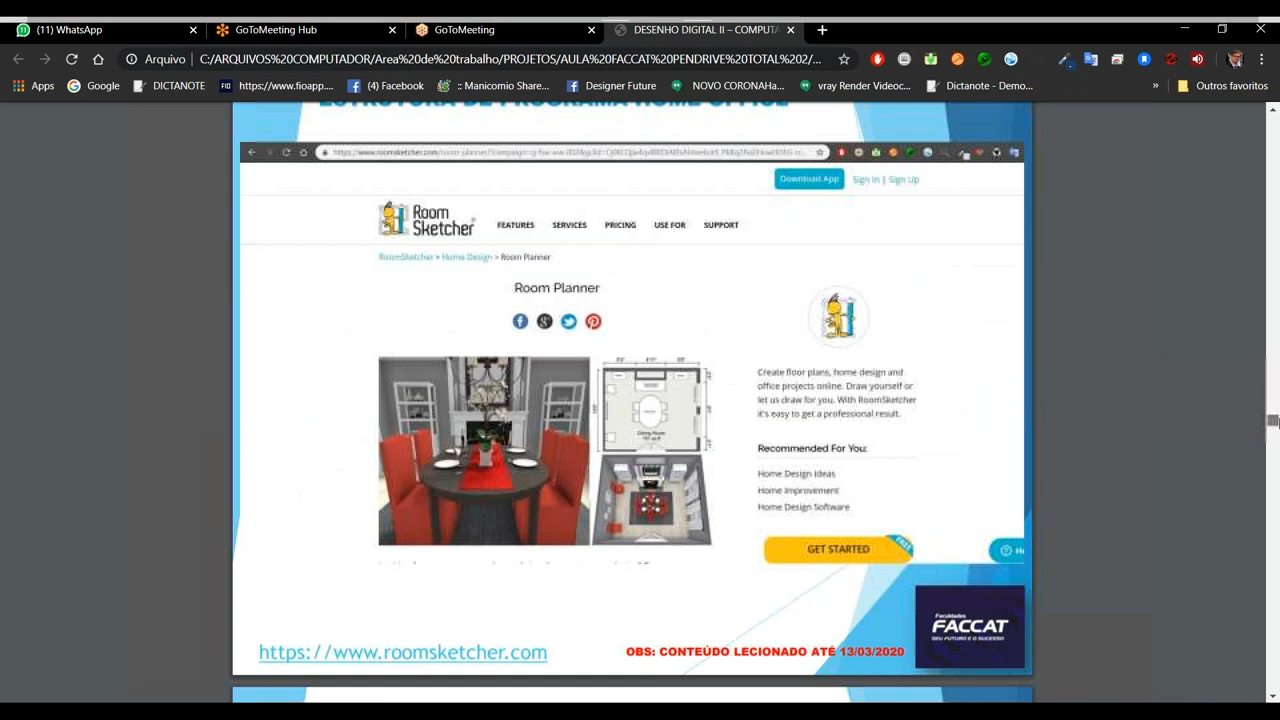 (11) WhatsApp
GoToMeeting Hub
GoToMeeting
DESENHO DIGITAL II – COMPUTA
Arquivo
C:/ARQUIVOS%20COMPUTADOR/Area%20de%20trabalho/PROJETOS/AULA%20FACCAT%20PENDRIVE%20TOTAL%202/...
Apps
Google
DICTANOTE
https://www.fioapp....
(4) Facebook
:: Manicomio Share...
Designer Future
NOVO CORONAHa...
vray Render Videoc...
Dictanote - Demo...
»
Outros favoritos
ESTRUTURA DE PROGRAMA HOME OFFICE
Download App
Sign In | Sign Up
Room
Sketcher
FEATURES
SERVICES
PRICING
USE FOR
SUPPORT
RoomSketcher > Home Design > Room Planner
Room Planner
Create floor plans, home design and
office projects online. Draw yourself or
let us draw for you. With RoomSketcher
it's easy to get a professional result.
Recommended For You:
Home Design Ideas
Home Improvement
Home Design Software
GET STARTED
FREE
Faculdades
FACCAT
SEU FUTURO É O SUCESSO
https://www.roomsketcher.com
OBS: CONTEÚDO LECIONADO ATÉ 13/03/2020